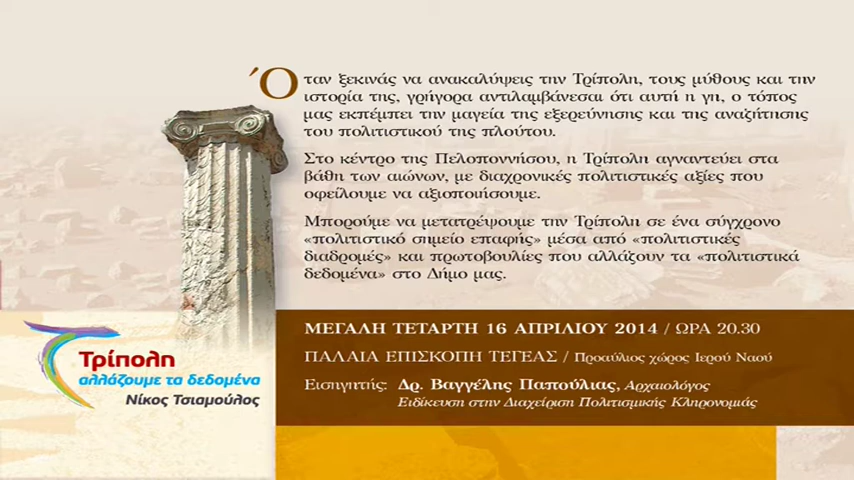 Όταν ξεκινάς να ανακαλύψεις την Τρίπολη, τους μύθους και την
ιστορία της, γρήγορα αντιλαμβάνεσαι ότι αυτή η γη, ο τόπος
μας εκπέμπει την μαγεία της εξερεύνησης και της αναζήτησης
του πολιτιστικού της πλούτου.
Στο κέντρο της Πελοποννήσου, η Τρίπολη αγναντεύει στα
βάθη των αιώνων, με διαχρονικές πολιτιστικές αξίες που
οφείλουμε να αξιοποιήσουμε.
Μπορούμε να μετατρέψουμε την Τρίπολη σε ένα σύγχρονο
«πολιτιστικό σημείο επαφής» μέσα από «πολιτιστικές
διαδρομές» και πρωτοβουλίες που αλλάζουν τα «πολιτιστικά
δεδομένα» στο Δήμο μας.
ΜΕΓΑΛΗ ΤΕΤΑΡΤΗ 16 ΑΠΡΙΛΙΟΥ 2014 / ΩΡΑ 20.30
ΠΑΛΑΙΑ ΕΠΙΣΚΟΠΗ ΤΕΓΕΑΣ / Προαύλιος χώρος Ιερού Ναού
Εισηγητής: Δρ. Βαγγέλης Παπούλιας, Αρχαιολόγος
Ειδίκευση στην Διαχείριση Πολιτισμικής Κληρονομιάς
Τρίπολη
αλλάζουμε τα δεδομένα
Νίκος Τσιαμούλος